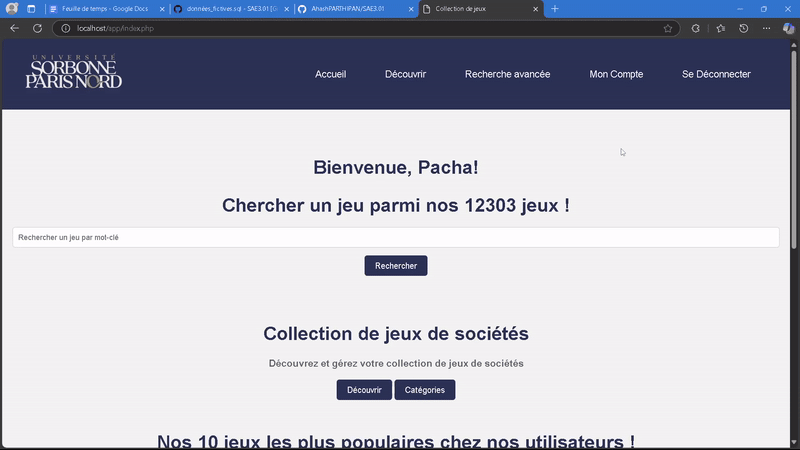 Feuille de temps - Google Docs
données_fictives.sql - SAE3.01 [G
AhashPARTHIPAN/SAE3.01
Collection de jeux
localhost/app/index.php
UNIVERSITÉ
SORBONNE
PARIS NORD
Accueil
Découvrir
Recherche avancée
Mon Compte
Se Déconnecter
Bienvenue, Pacha!
Chercher un jeu parmi nos 12303 jeux !
Rechercher un jeu par mot-clé
Rechercher
Collection de jeux de sociétés
Découvrez et gérez votre collection de jeux de sociétés
Découvrir
Catégories
Nos 10 jeux les plus populaires chez nos utilisateurs !